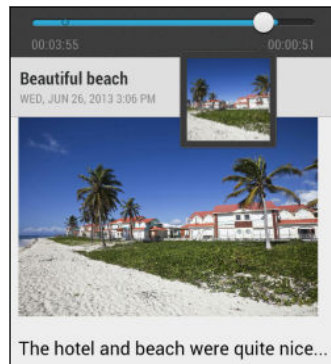 00:03:55 00:00:51
Beautiful beach
WED, JUN 26, 2013 3:06 PM
The hotel and beach were quite nice...